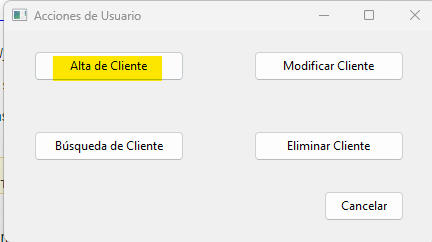 Acciones de Usuario
Alta de Cliente
Modificar Cliente
Búsqueda de Cliente
Eliminar Cliente
Cancelar